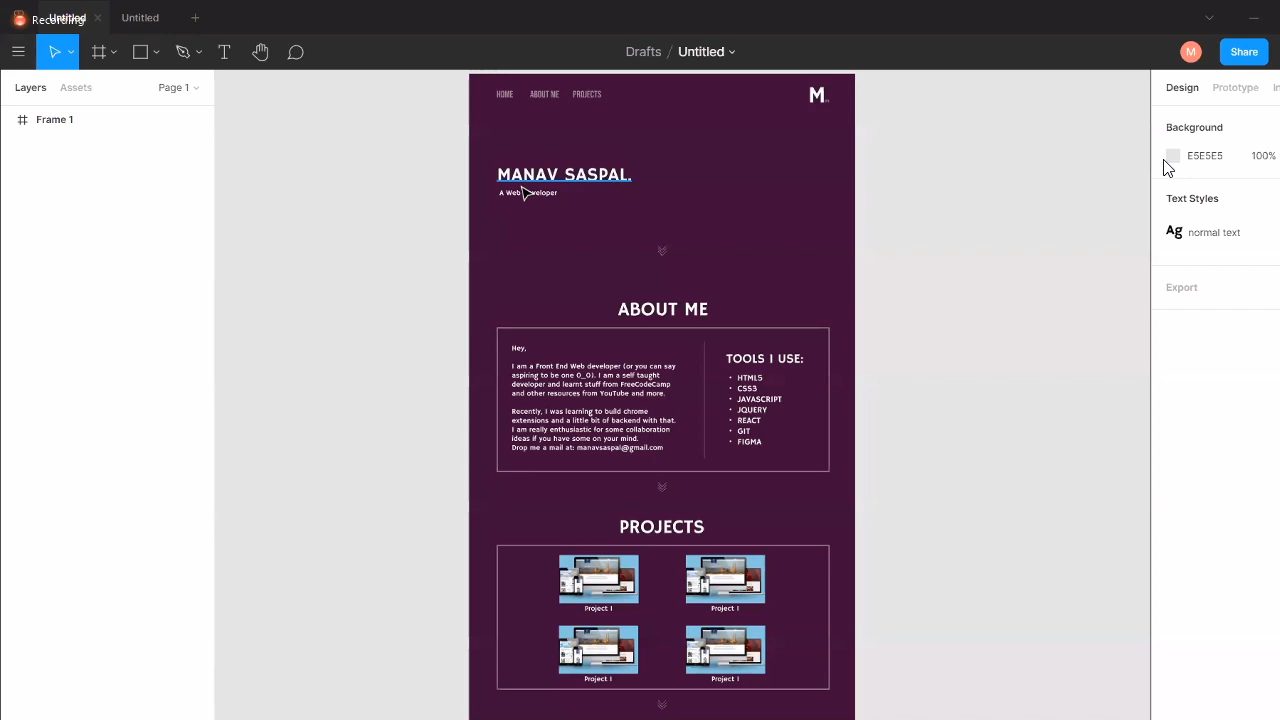 Recording
Untitled
Drafts / Untitled
M
Share
Layers
Assets
Page 1
Frame 1
HOME
ABOUT ME
PROJECTS
M
MANAV SASPAL.
A Web
ABOUT ME
Hey,
I am a Front End Web developer (or you can say
aspiring to be one O_O). I am a self taught
developer and learnt stuff from FreeCodeCamp
and other resources from YouTube and more.
Recently, I was learning to build chrome
extensions and a little bit of backend with that.
I am really enthusiastic for some collaboration
ideas if you have some on your mind.
Drop me a mail at: manavsaspal@gmail.com
TOOLS I USE:
• HTML5
• CSS3
• JAVASCRIPT
• JQUERY
• REACT
• GIT
• FIGMA
PROJECTS
Project 1
Project 1
Project 1
Project 1
Design
Prototype
In
Background
E5E5E5
100%
Text Styles
Ag normal text
Export